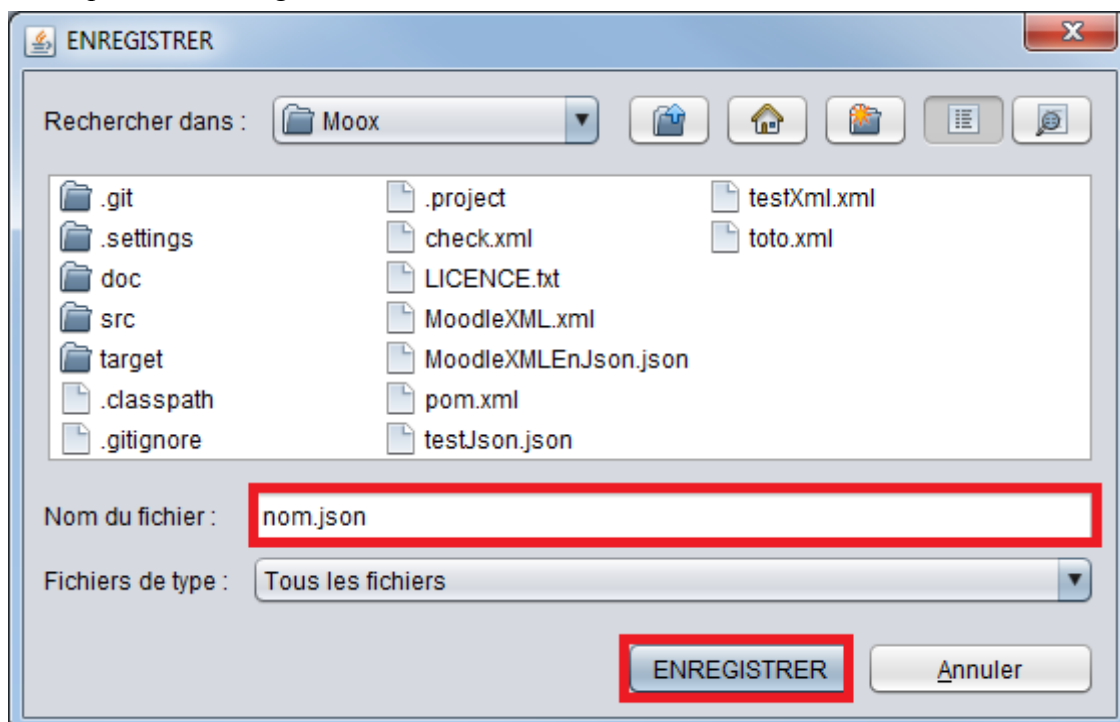 ENREGISTRER
Rechercher dans : Moox
.git
.settings
doc
src
target
.classpath
.gitignore
.project
check.xml
LICENCE.txt
MoodleXML.xml
MoodleXMLEnJson.json
pom.xml
testJson.json
testXml.xml
toto.xml
Nom du fichier : nom.json
Fichiers de type : Tous les fichiers
ENREGISTRER Annuler